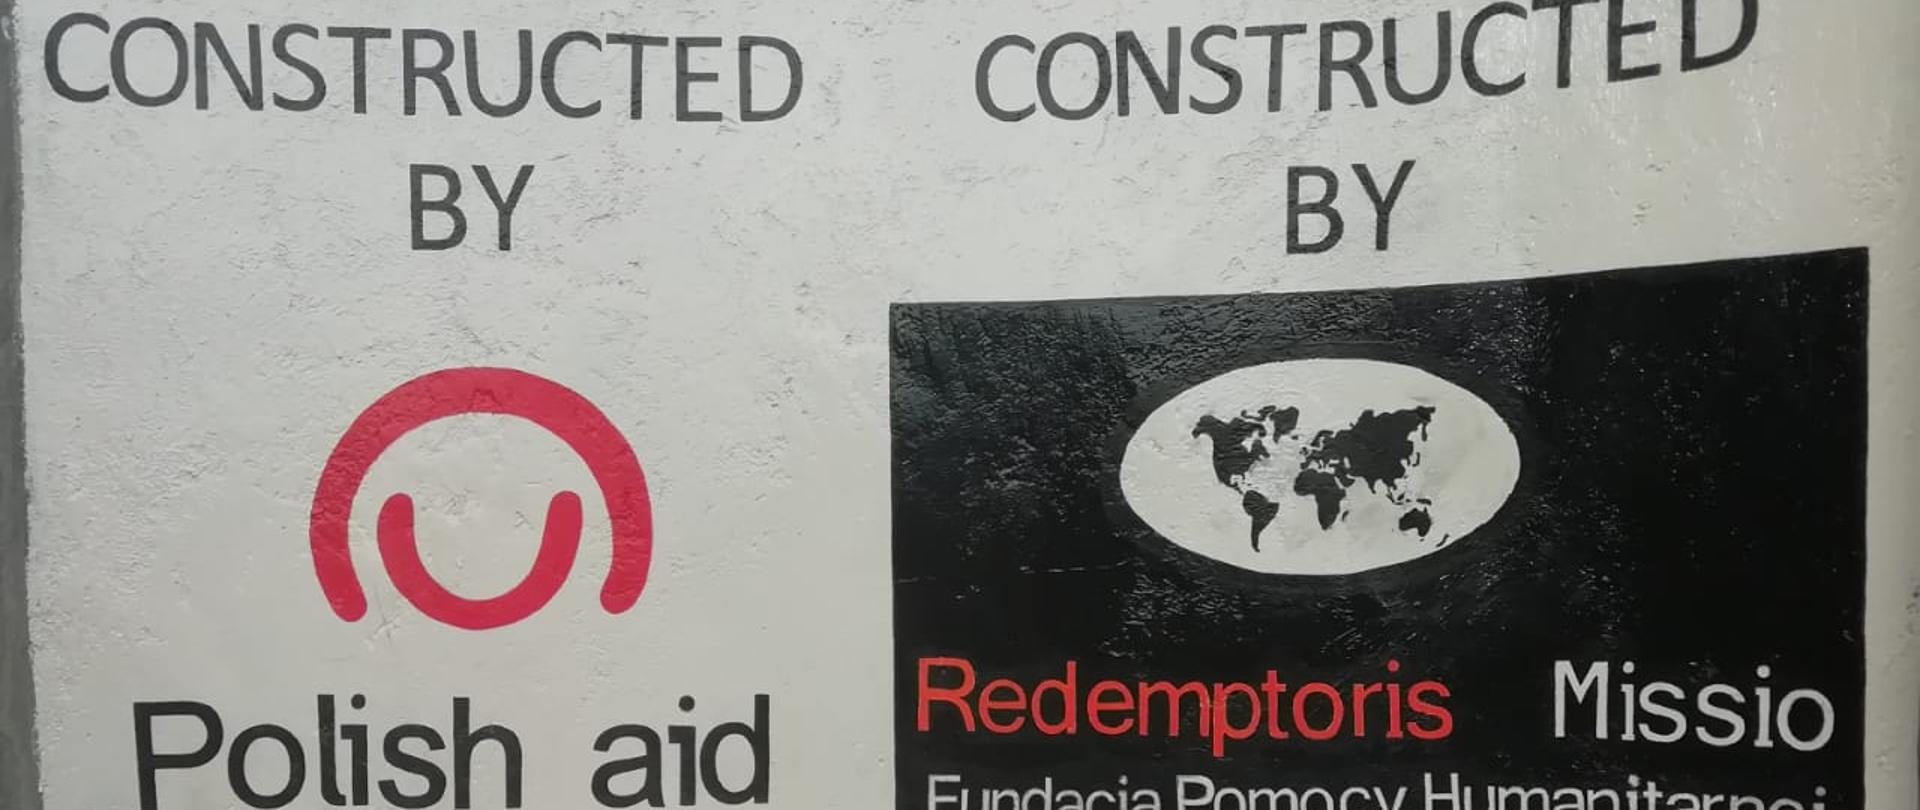 CONSTRUCTED
BY
Polish aid
CONSTRUCTED
BY
Redemptoris Missio
Fundacja Pomocy Humanitarnej